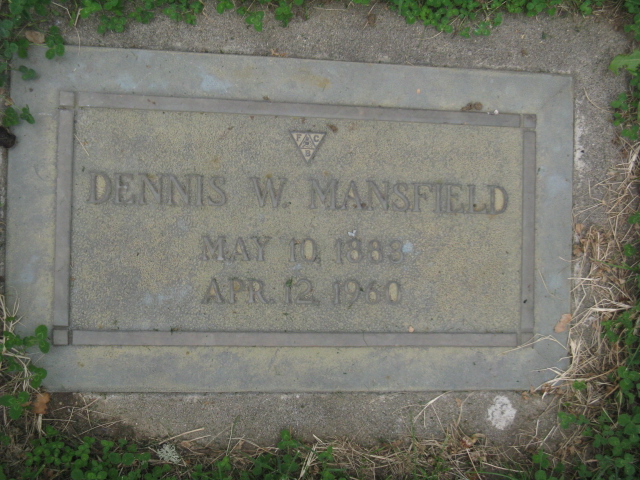 F C
B
DENNIS W. MANSFIELD
MAY 10, 1883
APR. 12, 1960